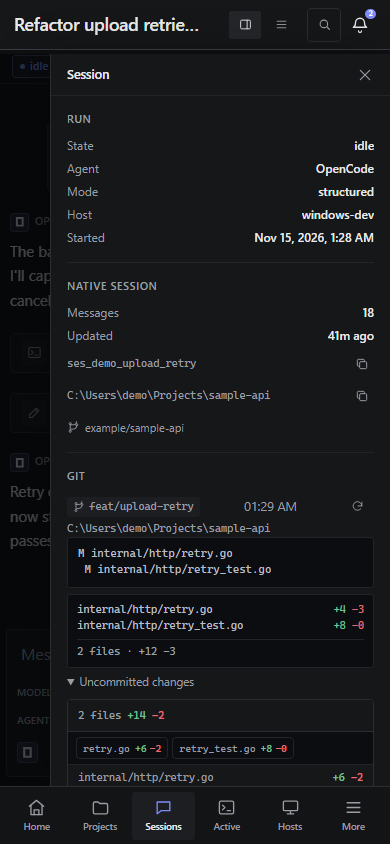 Refactor upload retrie...
2
idle
Session
RUN
State idle
Agent OpenCode
Mode structured
Host windows-dev
Started Nov 15, 2026, 1:28 AM
NATIVE SESSION
Messages 18
Updated 41m ago
ses_demo_upload_retry
C:\Users\demo\Projects\sample-api
example/sample-api
GIT
feat/upload-retry 01:29 AM
C:\Users\demo\Projects\sample-api
M internal/http/retry.go
M internal/http/retry_test.go
internal/http/retry.go +4 −3
internal/http/retry_test.go +8 −0
2 files · +12 −3
Uncommitted changes
2 files +14 −2
retry.go +6 −2 retry_test.go +8 −0
internal/http/retry.go +6 −2
OP
The ba
I'll cap
cancel
OP
Retry
now st
passes
Mes
MODEL
AGENT
Home Projects Sessions Active Hosts More